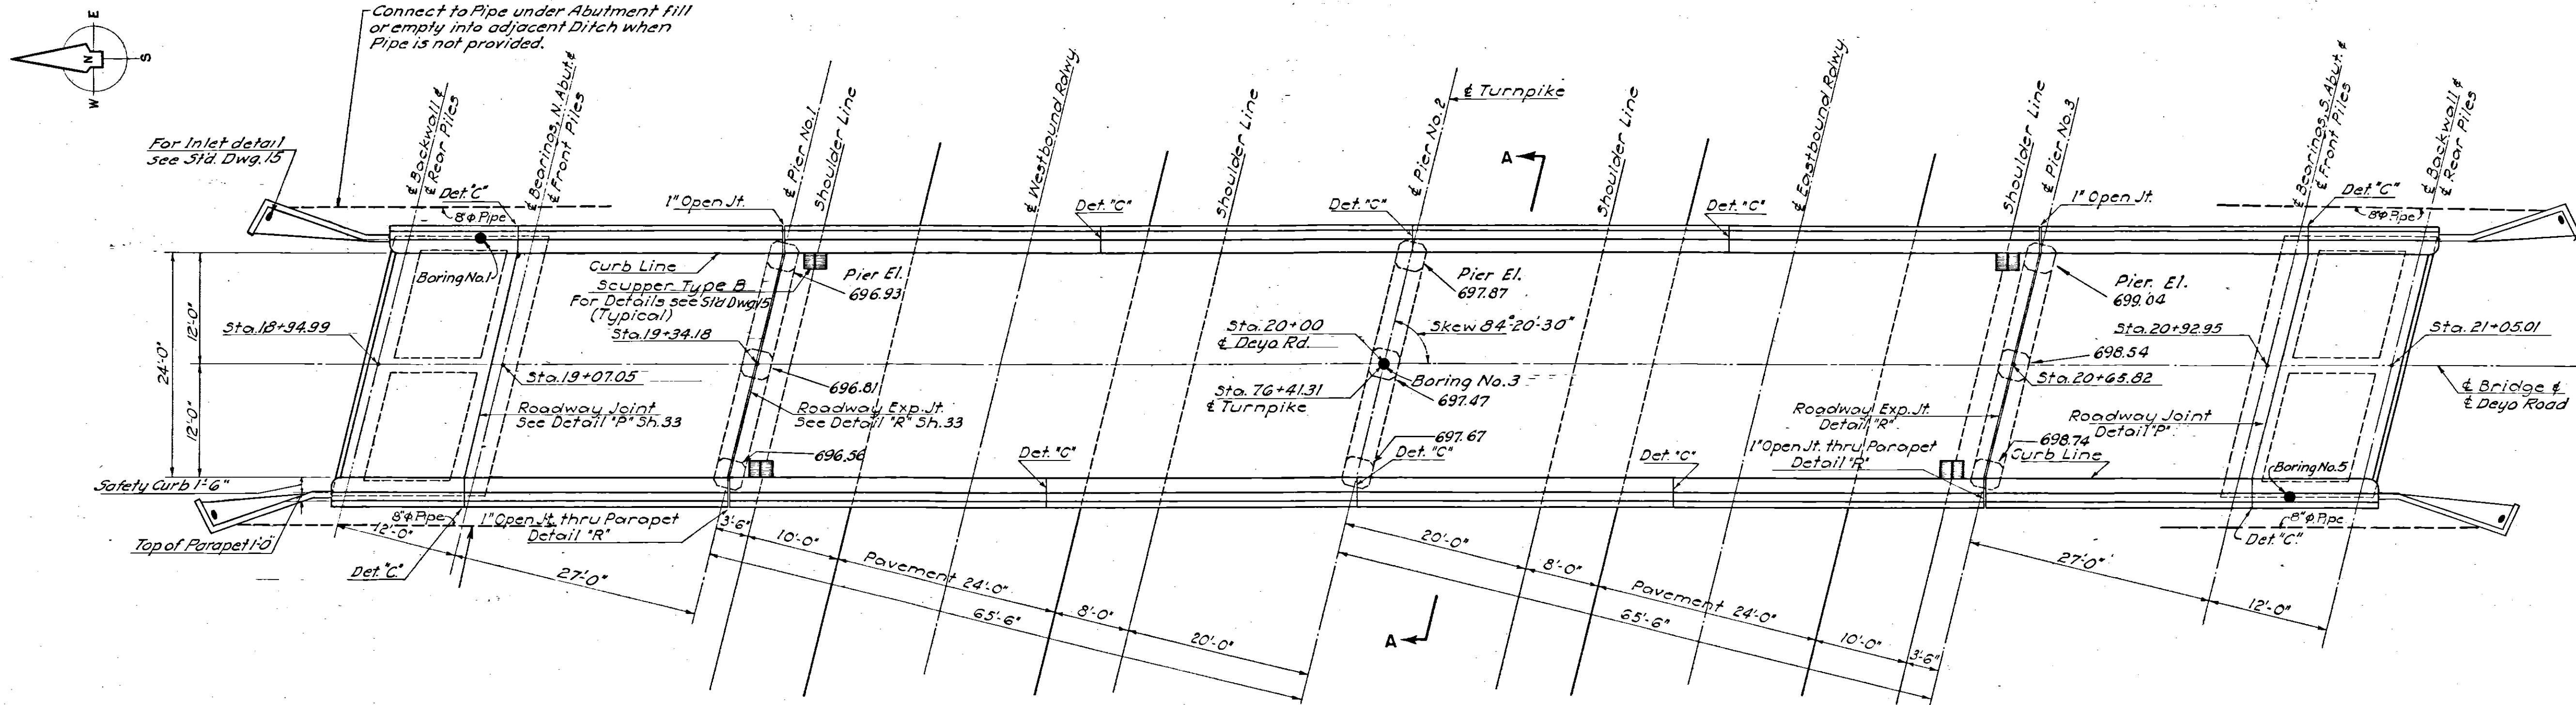 Connect to Pipe under Abutment fill
or empty into adjacent Ditch when
Pipe is not provided.
E
N
S
W
For Inlet detail
see Std. Dwg. 15
℄ Backwall &
℄ Rear Piles
℄ Bearings, N. Abut. &
℄ Front Piles
℄ Pier No. 1
Shoulder Line
℄ Westbound Rdwy.
Shoulder Line
℄ Pier No. 2
℄ Turnpike
Shoulder Line
℄ Eastbound Rdwy.
Shoulder Line
℄ Pier No. 3
℄ Bearings, S. Abut. &
℄ Front Piles
℄ Backwall &
℄ Rear Piles
A
Det. "C"
8"φ Pipe
1" Open Jt.
Det. "C"
Det. "C"
Det. "C"
1" Open Jt.
Det. "C"
8"φ Pipe
Boring No. 1
Curb Line
Scupper Type B
For Details see Std Dwg 15
(Typical)
Pier El.
696.93
Pier El.
697.87
Pier El.
699.04
24'-0"
12'-0"
12'-0"
Sta. 18+94.99
Sta. 19+34.18
Sta. 20+00
℄ Deyo Rd.
Skew 84°-20'-30"
Sta. 20+92.95
Sta. 21+05.01
Sta. 19+07.05
696.81
Sta. 76+41.31
℄ Turnpike
Boring No. 3
697.47
698.54
Sta. 20+65.82
℄ Bridge &
℄ Deyo Road
Roadway Joint
See Detail "P" Sh. 33
Roadway Exp. Jt.
See Detail "R" Sh. 33
Roadway Exp. Jt.
Detail "R"
Roadway Joint
Detail "P"
696.56
Det. "C"
697.67
Det. "C"
Det. "C"
1" Open Jt. thru Parapet
Detail "R"
698.74
Curb Line
Boring No. 5
Safety Curb 1'-6"
Top of Parapet 1'-0"
12'-0"
8"φ Pipe
1" Open Jt. thru Parapet
Detail "R"
Det. "C"
27'-0"
3'-6"
10'-0"
Pavement 24'-0"
8'-0"
20'-0"
65'-6"
A
20'-0"
8'-0"
Pavement 24'-0"
10'-0"
3'-6"
65'-6"
27'-0"
12'-0"
8"φ Pipe
Det. "C"